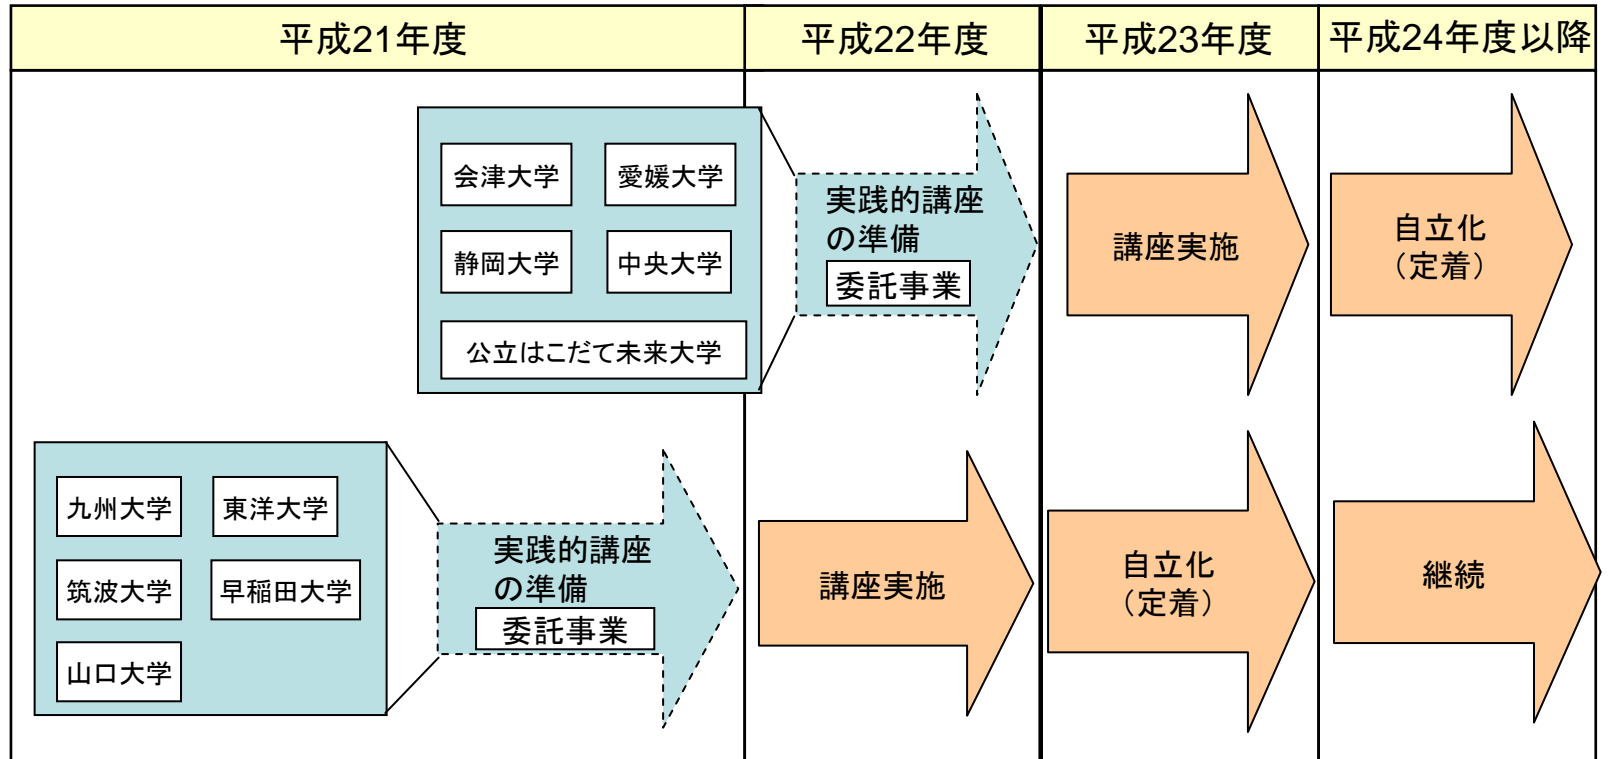 平成21年度
平成22年度
平成23年度
平成24年度以降
会津大学
愛媛大学
静岡大学
中央大学
公立はこだて未来大学
実践的講座
の準備
委託事業
講座実施
自立化
（定着）
九州大学
東洋大学
筑波大学
早稲田大学
山口大学
実践的講座
の準備
委託事業
講座実施
自立化
（定着）
継続